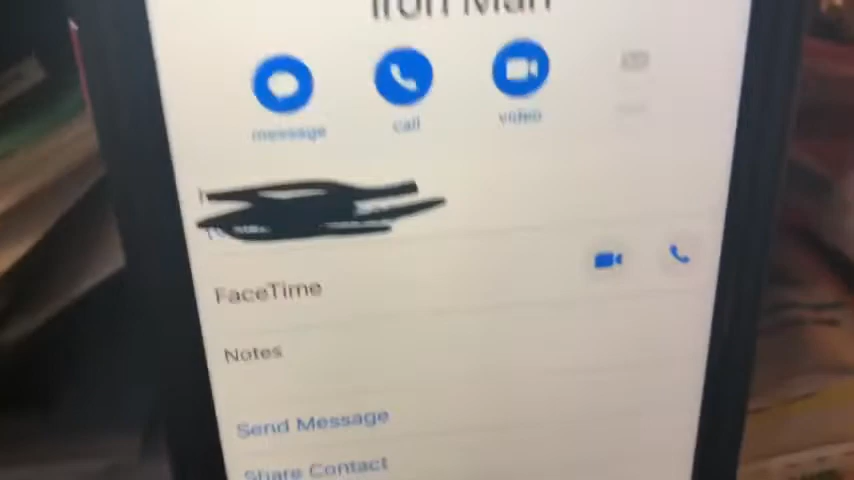 Iron Man
message
call
video
FaceTime
Notes
Send Message
Share Contact